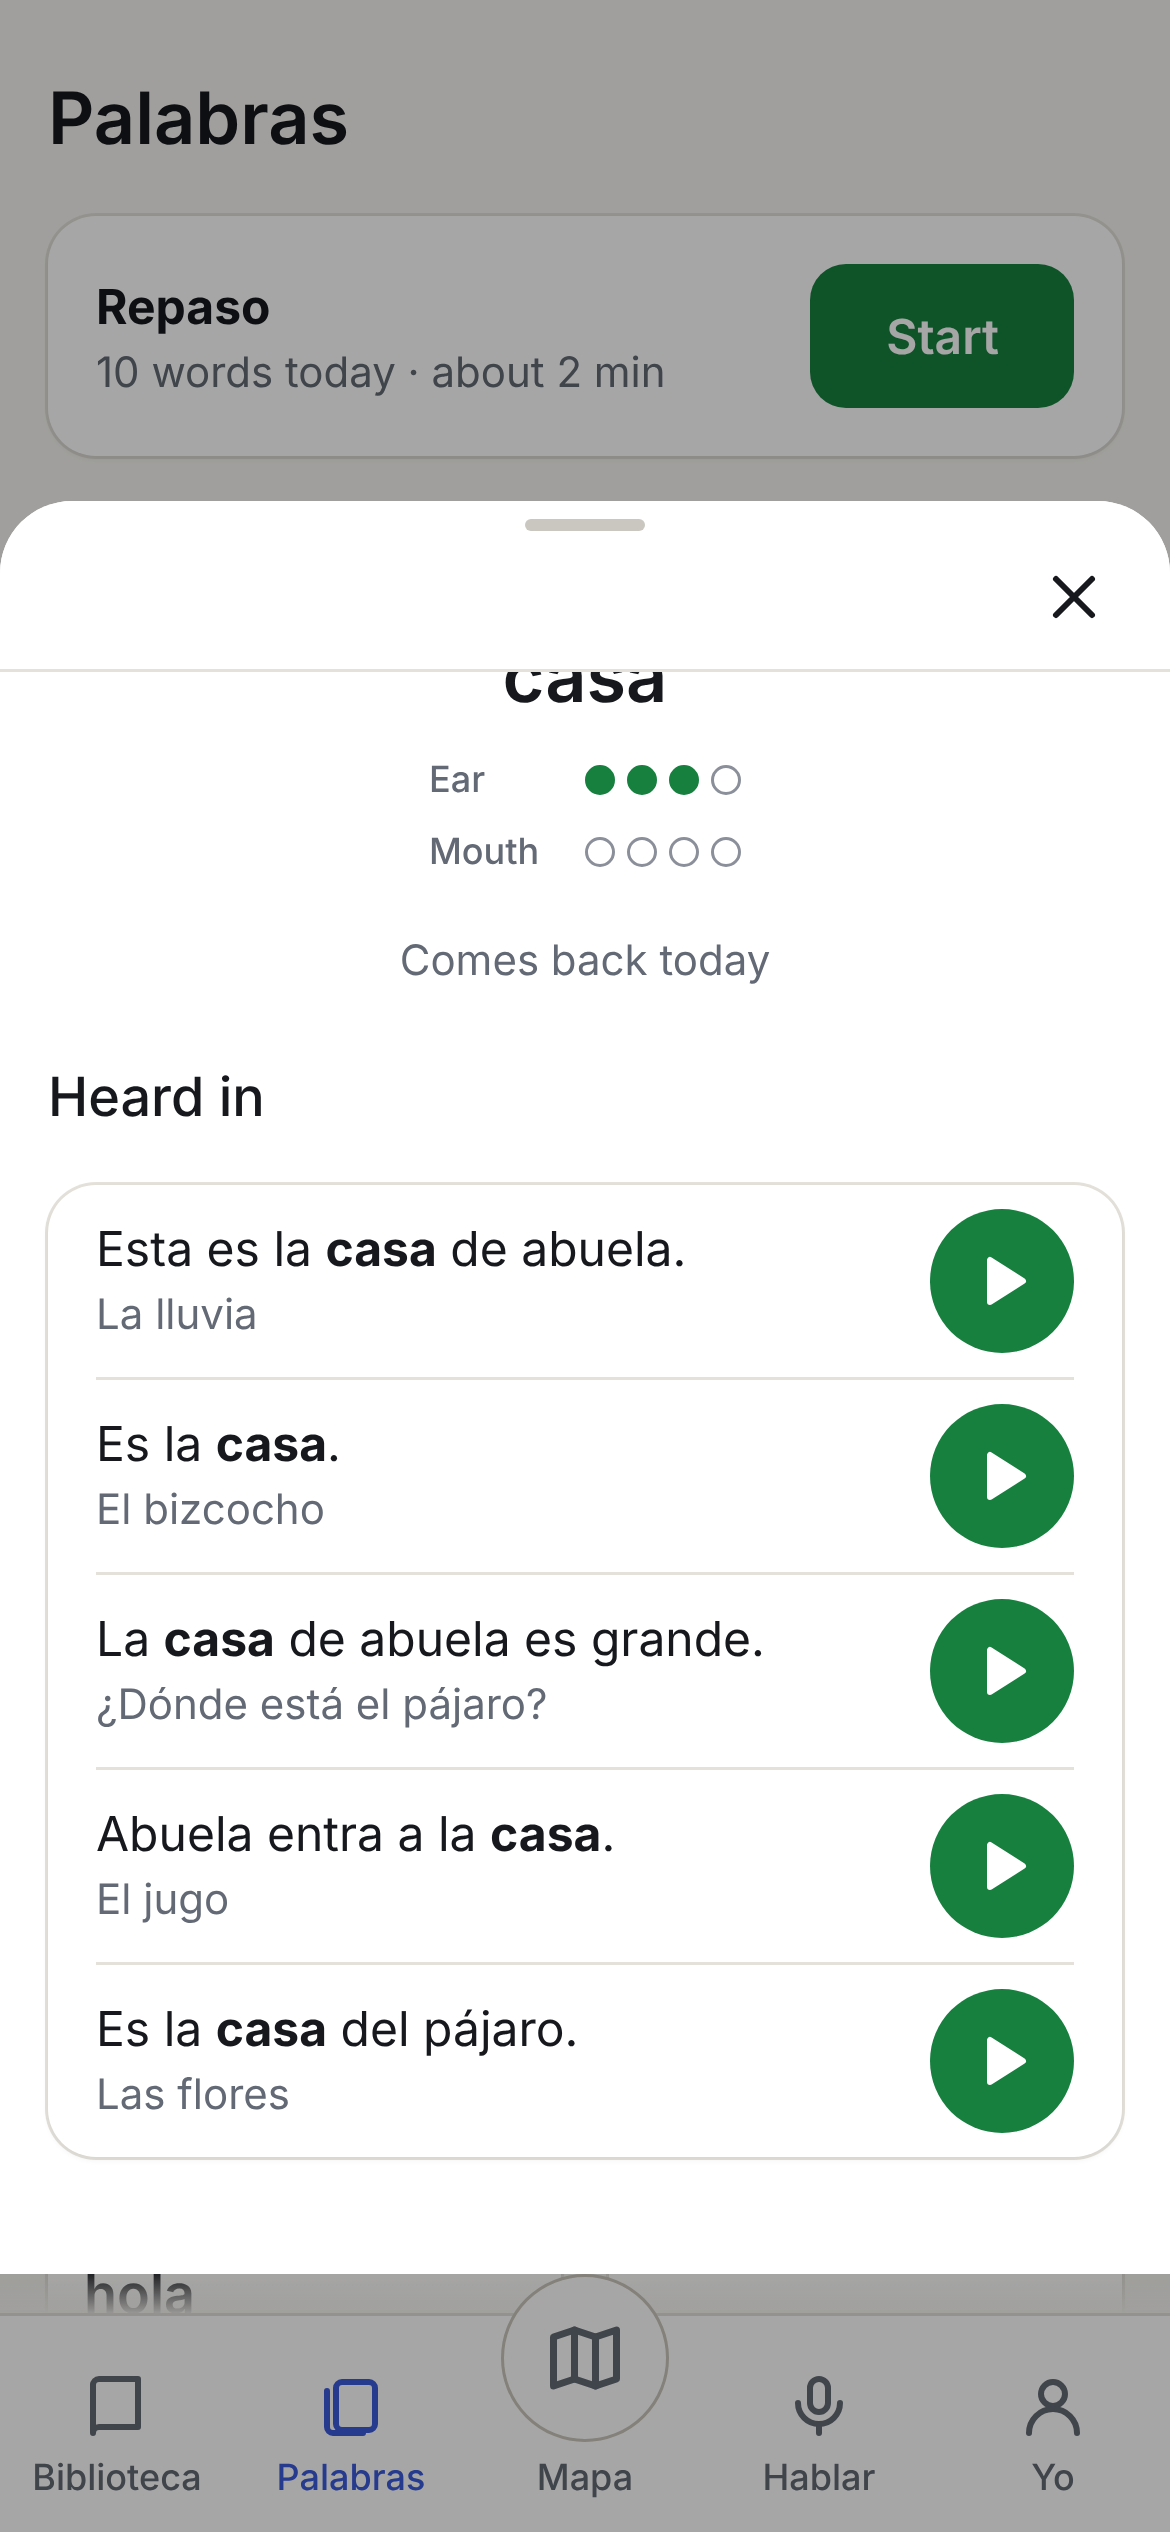 Palabras
Repaso
10 words today · about 2 min
Start
casa
Ear
Mouth
Comes back today
Heard in
Esta es la casa de abuela.
La lluvia
Es la casa.
El bizcocho
La casa de abuela es grande.
¿Dónde está el pájaro?
Abuela entra a la casa.
El jugo
Es la casa del pájaro.
Las flores
hola
Biblioteca
Palabras
Mapa
Hablar
Yo